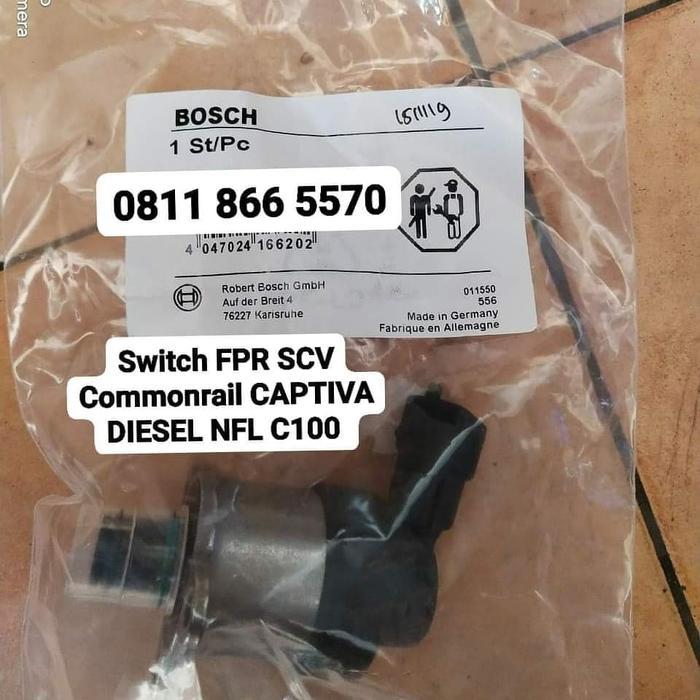 BOSCH
1 St/Pc
0811 866 5570
4 047024 166202
Robert Bosch GmbH
Auf der Breit 4
76227 Karlsruhe
011550
556
Made in Germany
Fabrique en Allemagne
Switch FPR SCV
Commonrail CAPTIVA
DIESEL NFL C100